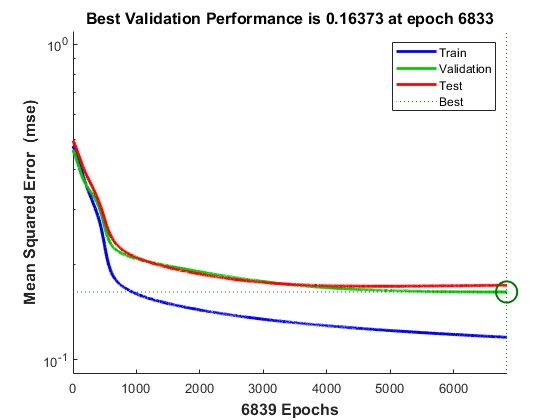 Best Validation Performance is 0.16373 at epoch 6833
10^0
Train
Validation
Test
Best
Mean Squared Error (mse)
10^-1
0 1000 2000 3000 4000 5000 6000
6839 Epochs